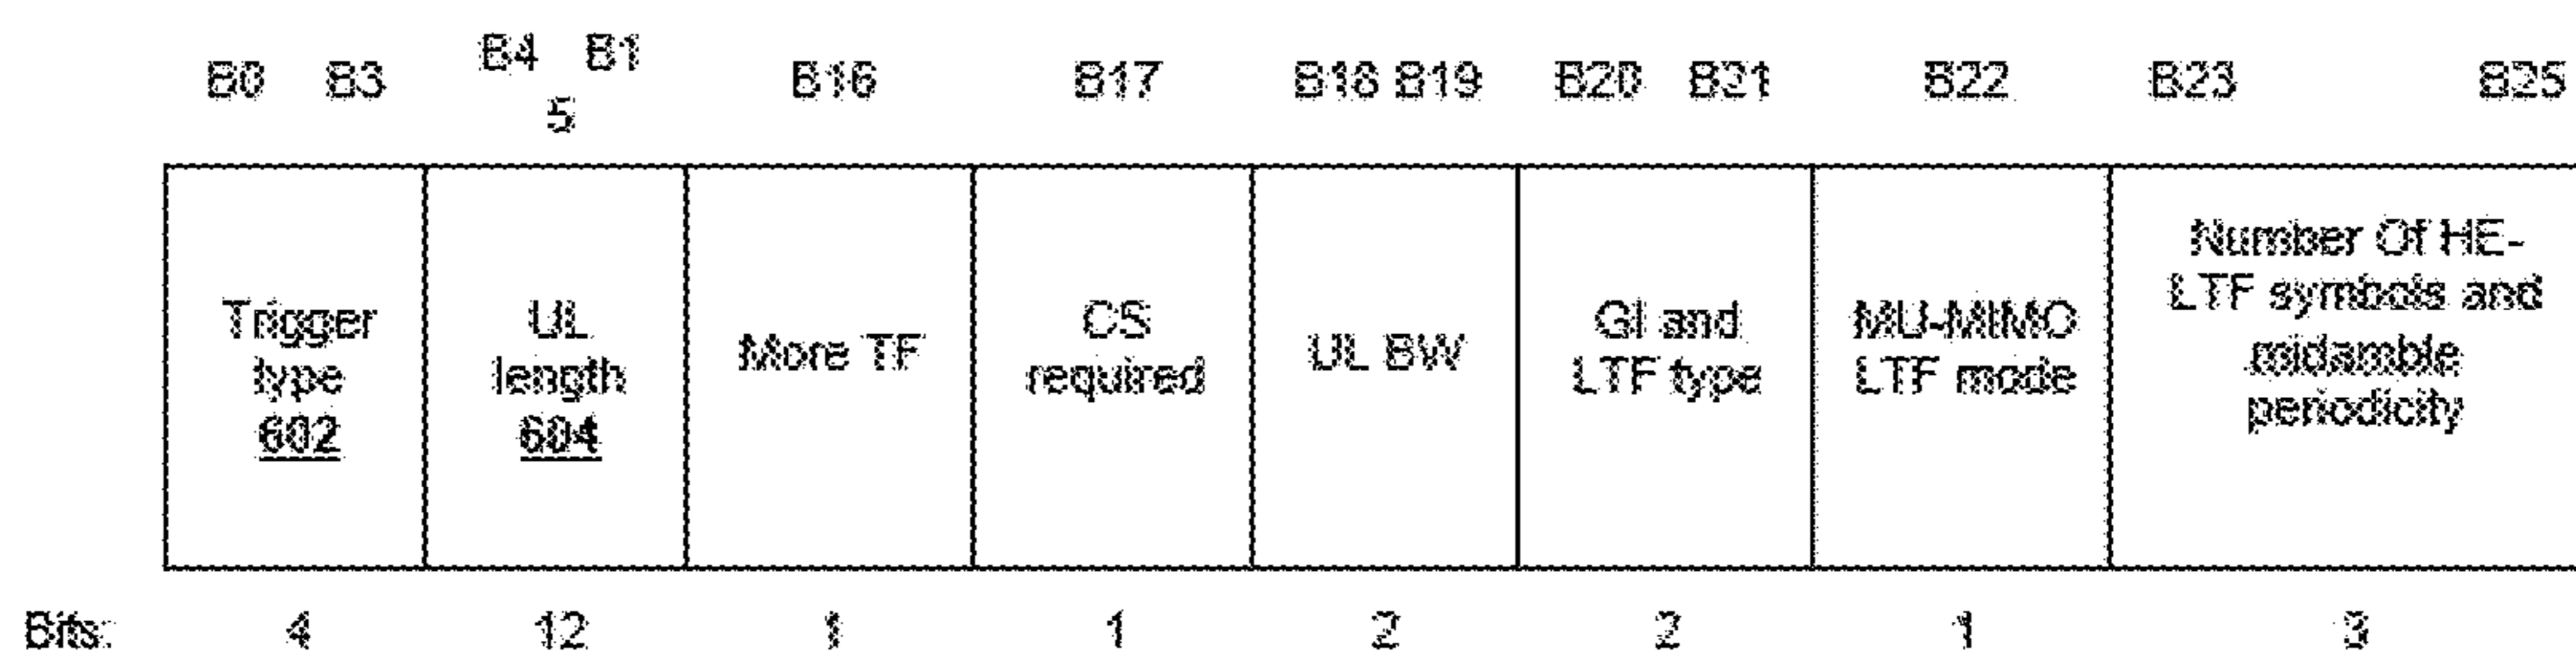 B0 B3 B4 B1 B16 B17 B18 B19 B20 B21 B22 B23 B25
5
Trigger
type
602
UL
length
604
More TF
CS
required
UL BW
GI and
LTF type
MU-MIMO
LTF mode
Number Of HE-
LTF symbols and
midamble
periodicity
Bits: 4 12 1 1 2 2 1 3